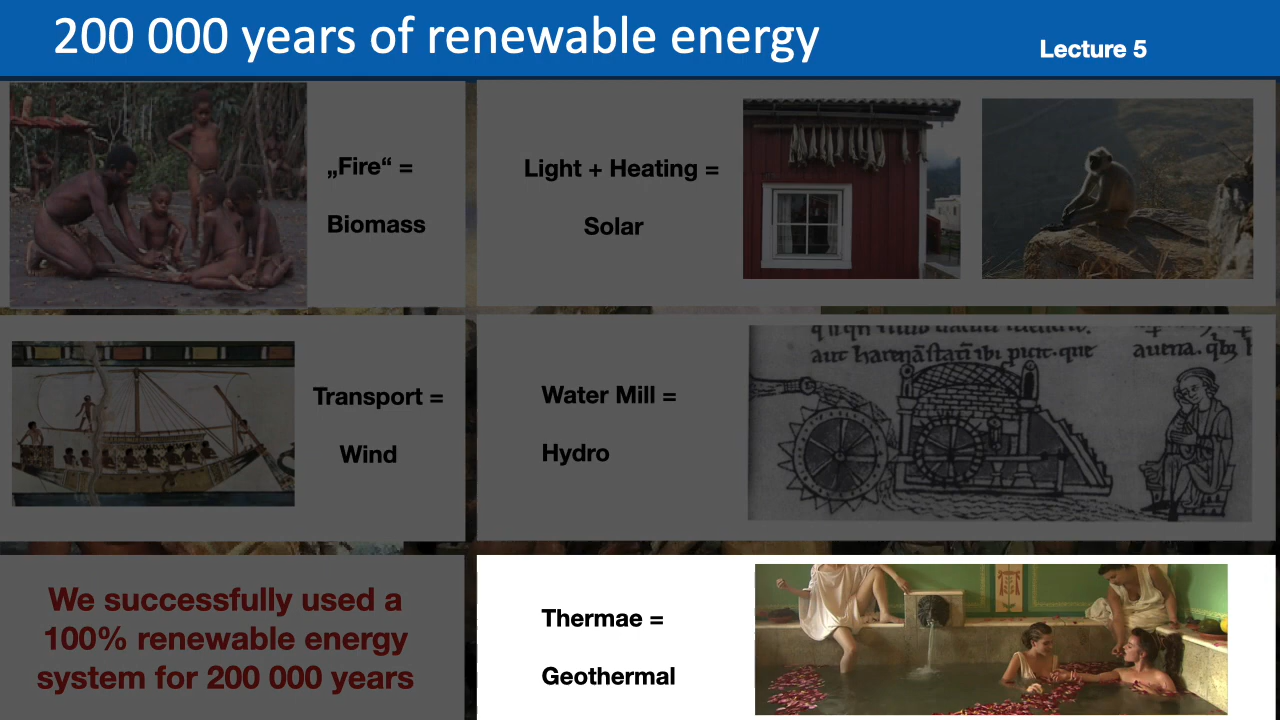 200 000 years of renewable energy
Lecture 5
„Fire“ =
Biomass
Light + Heating =
Solar
Transport =
Wind
Water Mill =
Hydro
We successfully used a
100% renewable energy
system for 200 000 years
Thermae =
Geothermal